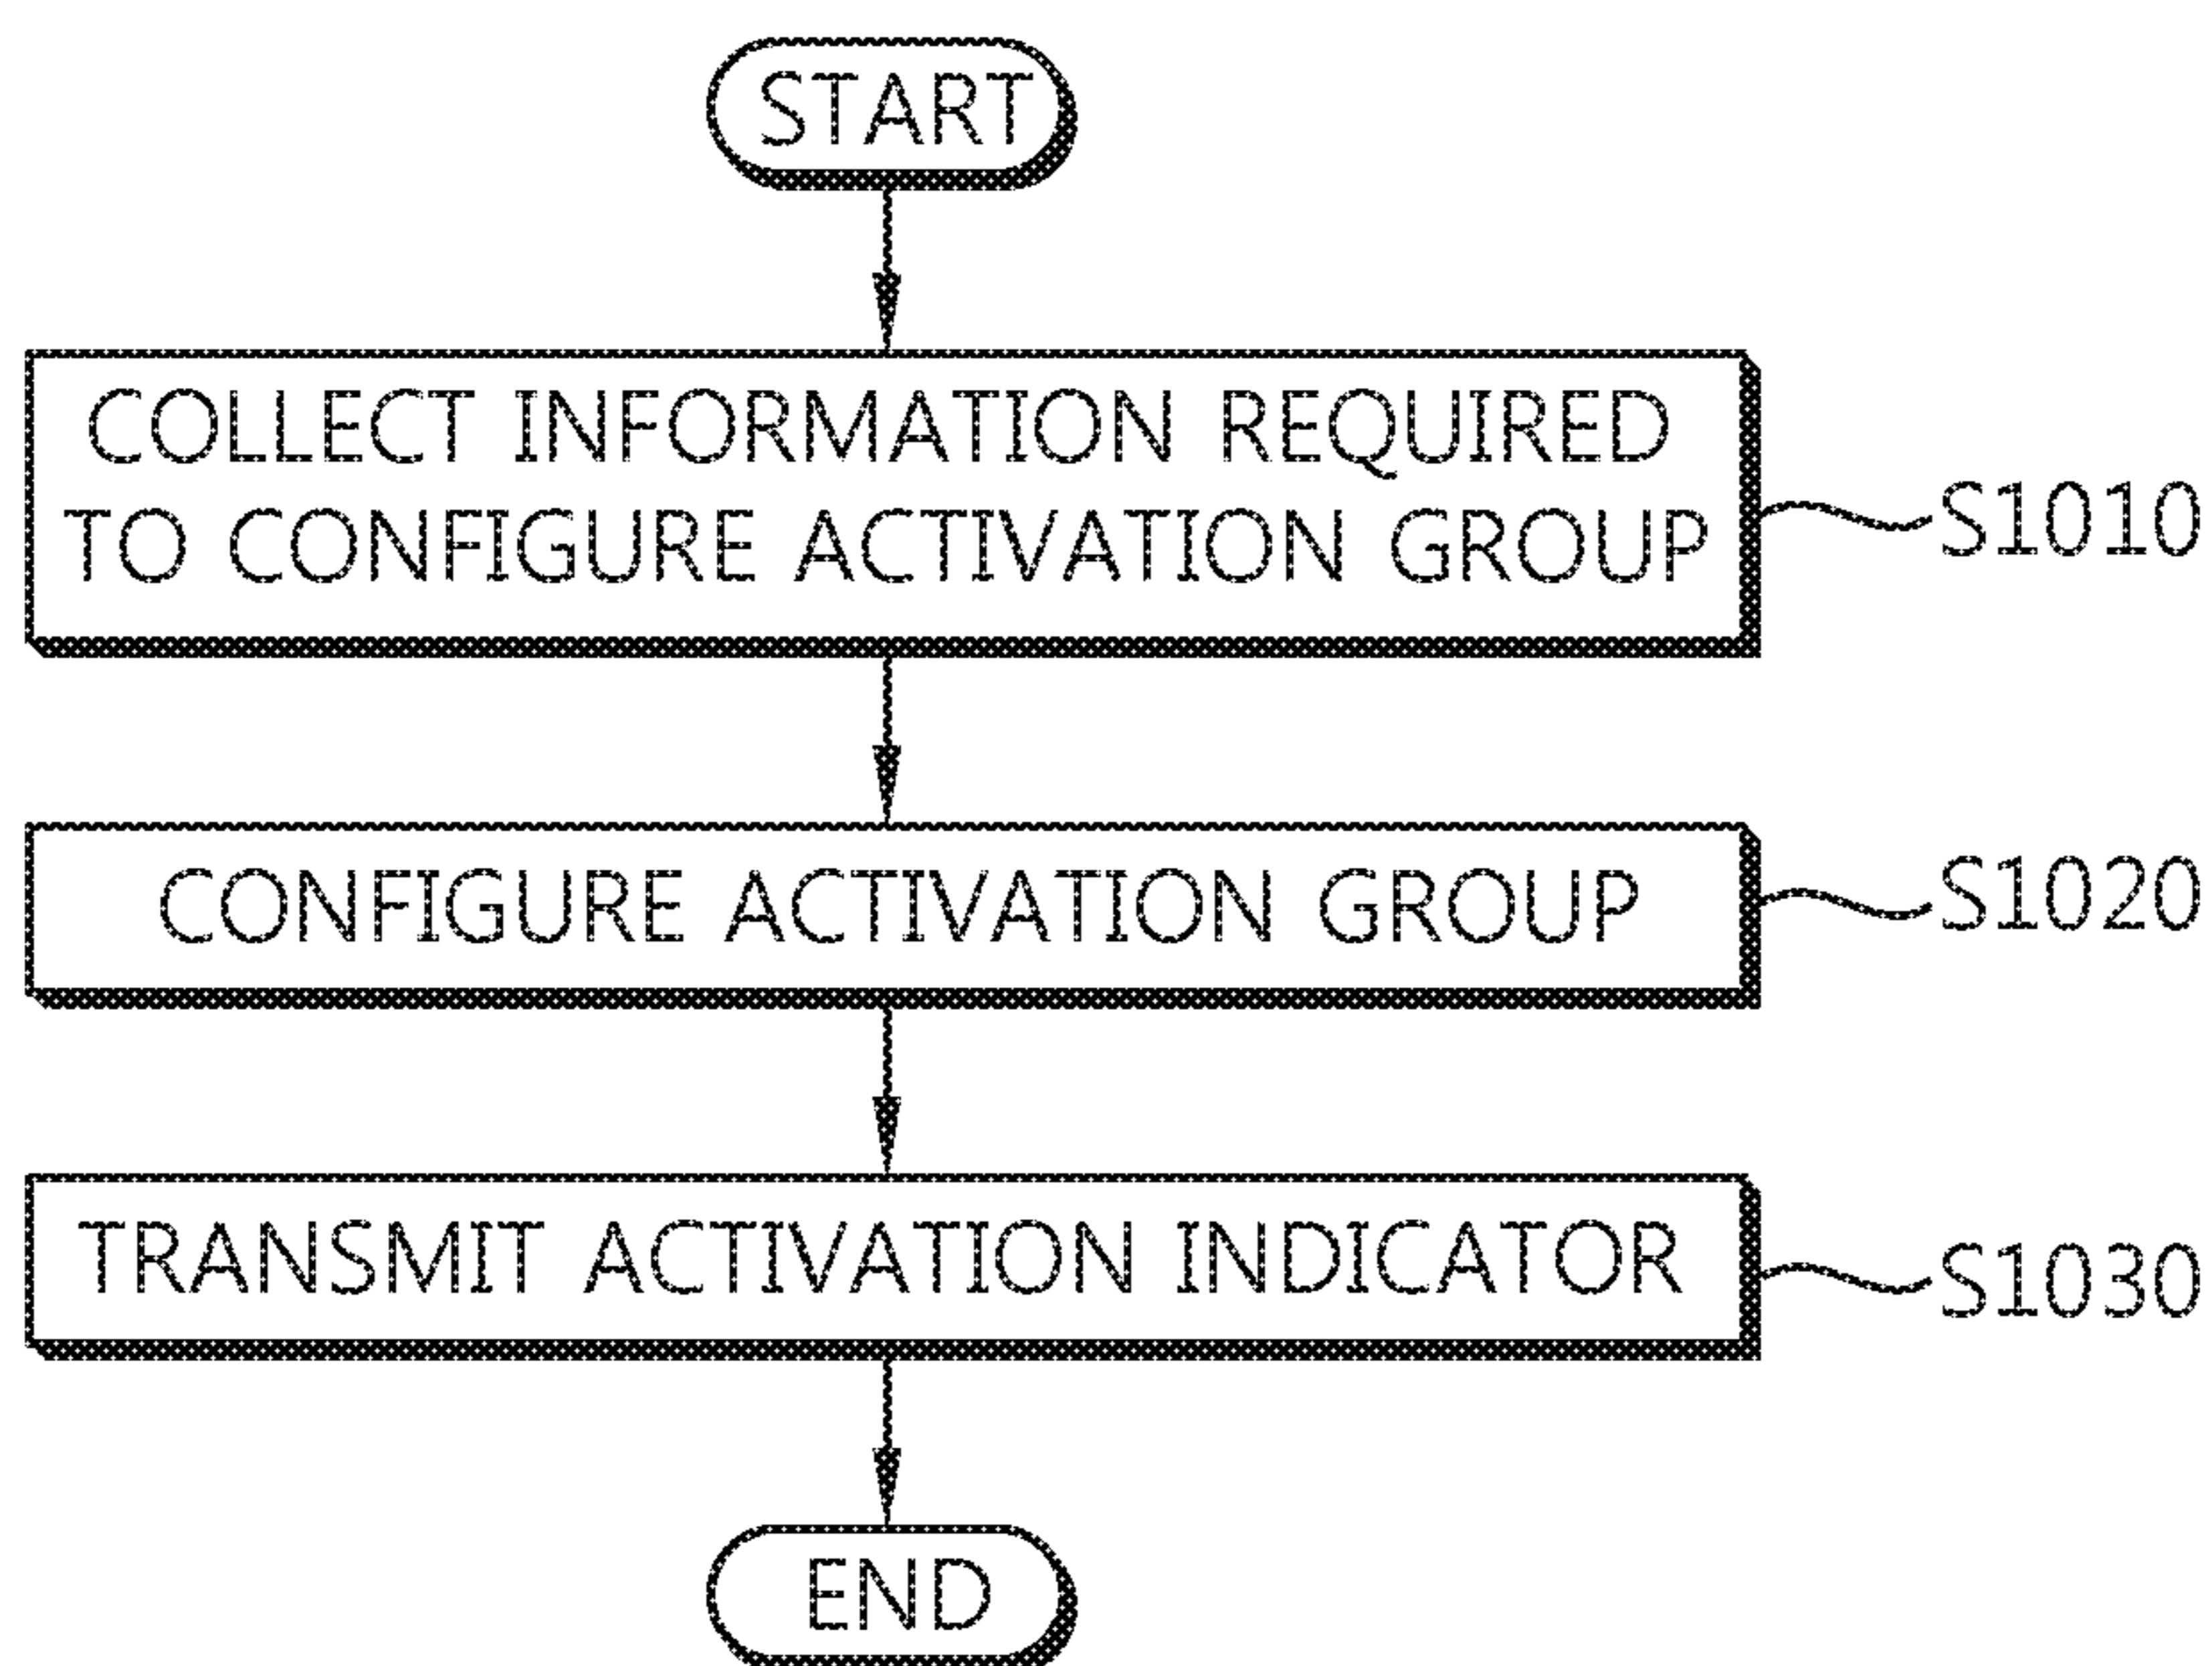 START
COLLECT INFORMATION REQUIRED
TO CONFIGURE ACTIVATION GROUP
S1010
CONFIGURE ACTIVATION GROUP
S1020
TRANSMIT ACTIVATION INDICATOR
S1030
END